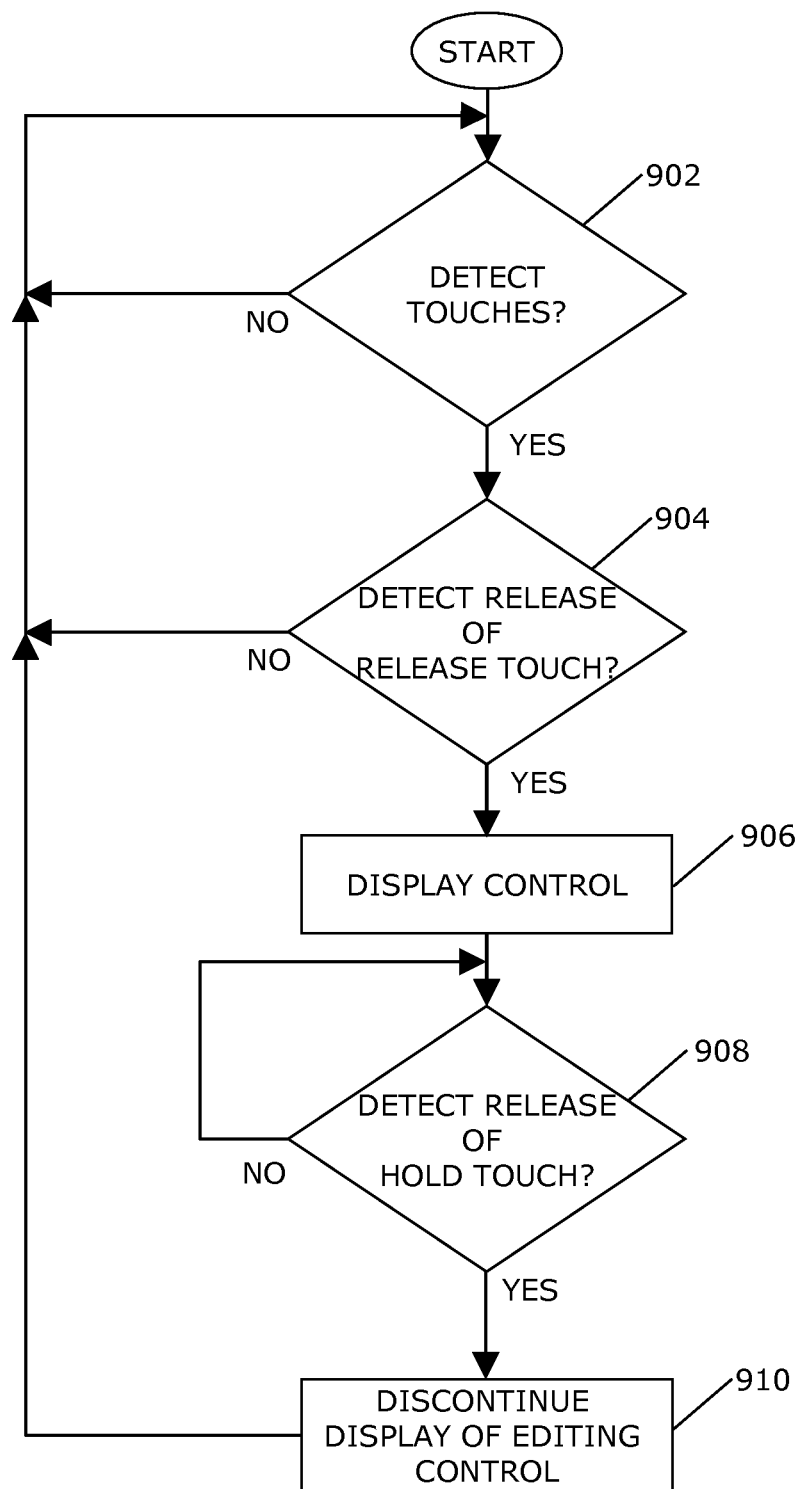 START
902
DETECT
TOUCHES?
NO
YES
904
DETECT RELEASE
OF
RELEASE TOUCH?
NO
YES
906
DISPLAY CONTROL
908
DETECT RELEASE
OF
HOLD TOUCH?
NO
YES
910
DISCONTINUE
DISPLAY OF EDITING
CONTROL